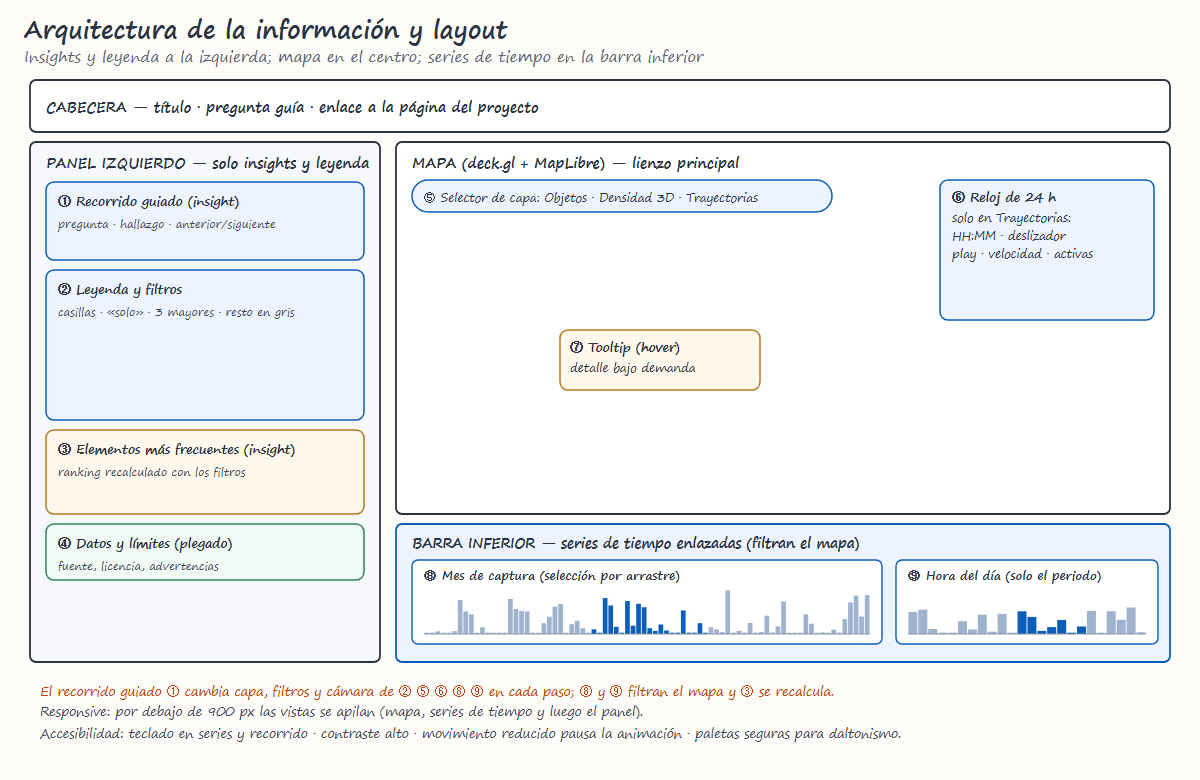 Arquitectura de la información y layout
Insights y leyenda a la izquierda; mapa en el centro; series de tiempo en la barra inferior
CABECERA — título · pregunta guía · enlace a la página del proyecto
PANEL IZQUIERDO — solo insights y leyenda
① Recorrido guiado (insight)
pregunta · hallazgo · anterior/siguiente
② Leyenda y filtros
casillas · «solo» · 3 mayores · resto en gris
③ Elementos más frecuentes (insight)
ranking recalculado con los filtros
④ Datos y límites (plegado)
fuente, licencia, advertencias
MAPA (deck.gl + MapLibre) — lienzo principal
⑤ Selector de capa: Objetos · Densidad 3D · Trayectorias
⑥ Reloj de 24 h
solo en Trayectorias:
HH:MM · deslizador
play · velocidad · activas
⑦ Tooltip (hover)
detalle bajo demanda
BARRA INFERIOR — series de tiempo enlazadas (filtran el mapa)
⑧ Mes de captura (selección por arrastre)
⑨ Hora del día (solo el periodo)
El recorrido guiado ① cambia capa, filtros y cámara de ② ⑤ ⑥ ⑧ ⑨ en cada paso; ⑧ y ⑨ filtran el mapa y ③ se recalcula.
Responsive: por debajo de 900 px las vistas se apilan (mapa, series de tiempo y luego el panel).
Accesibilidad: teclado en series y recorrido · contraste alto · movimiento reducido pausa la animación · paletas seguras para daltonismo.